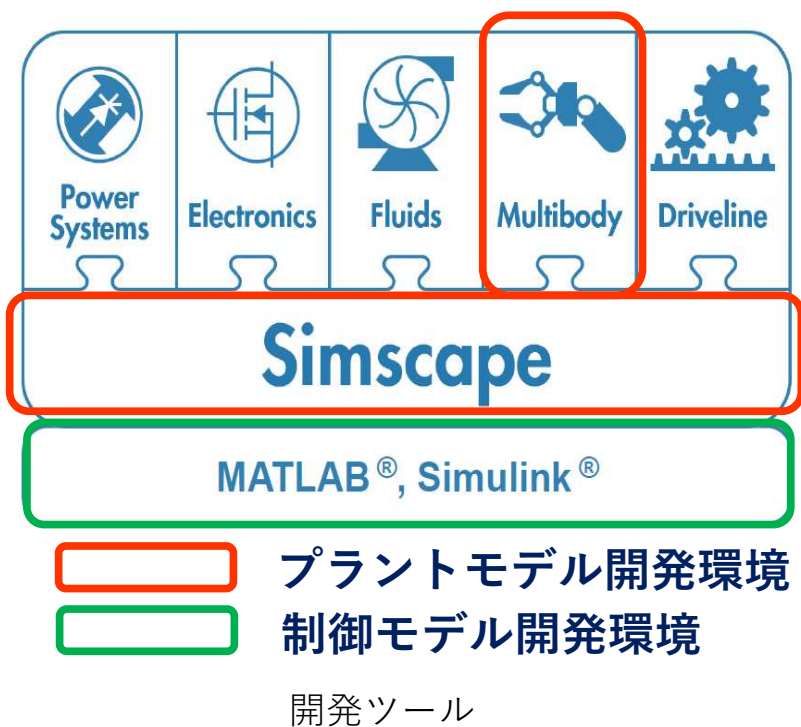 Power
Systems
Electronics
Fluids
Multibody
Driveline
Simscape
MATLAB®, Simulink®
プラントモデル開発環境
制御モデル開発環境
開発ツール